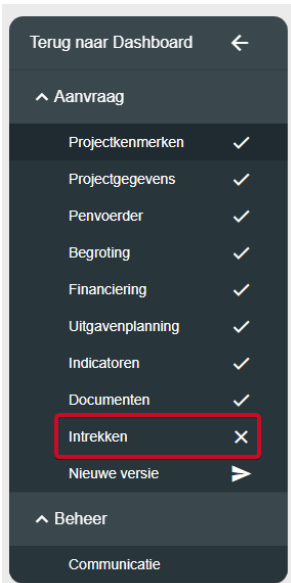 Terug naar Dashboard
Aanvraag
Projectkenmerken
Projectgegevens
Penvoerder
Begroting
Financiering
Uitgavenplanning
Indicatoren
Documenten
Intrekken
Nieuwe versie
Beheer
Communicatie